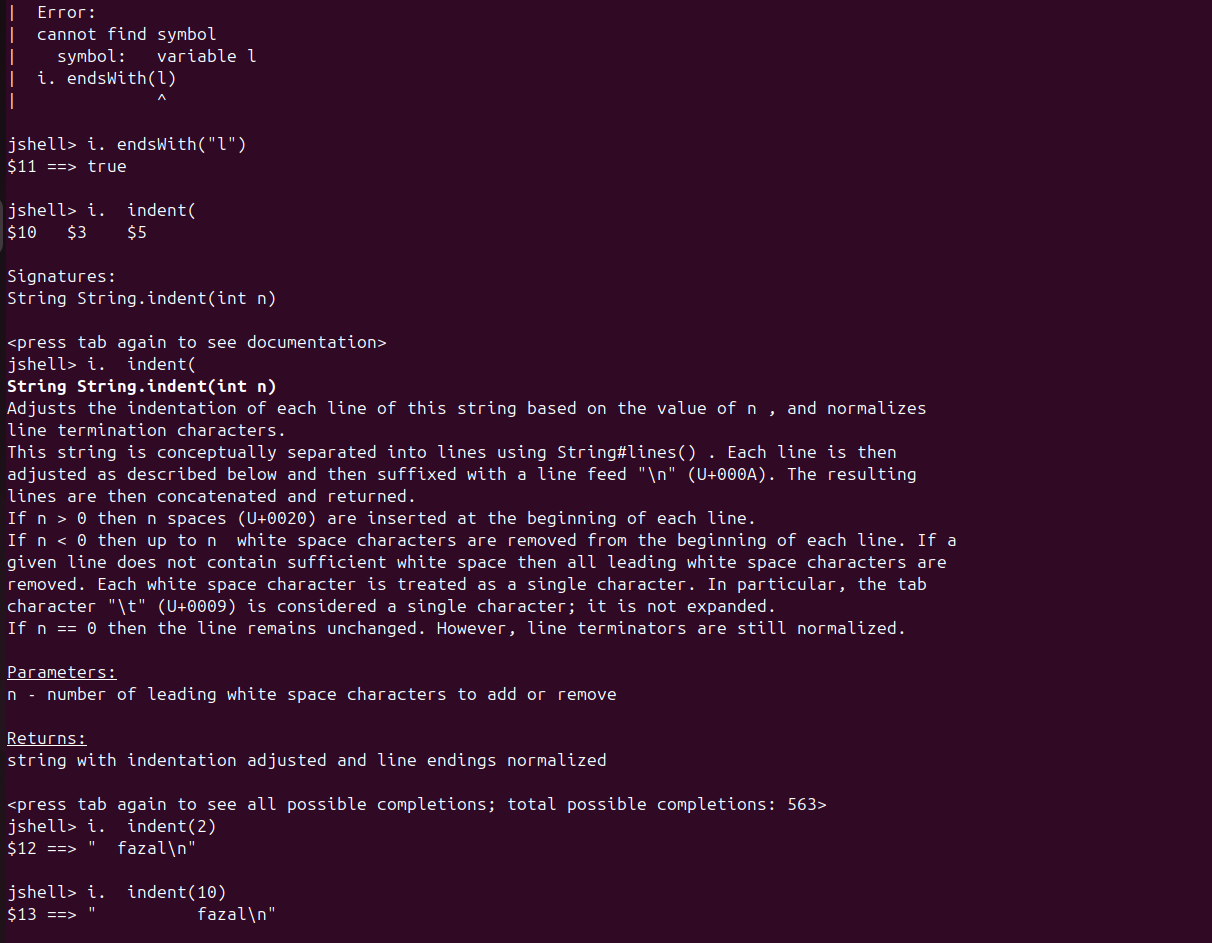 |  Error:
|  cannot find symbol
|    symbol:   variable l
|  i. endsWith(l)
|              ^
jshell> i. endsWith("l")
$11 ==> true
jshell> i.  indent(
$10   $3    $5
Signatures:
String String.indent(int n)
<press tab again to see documentation>
jshell> i.  indent(
String String.indent(int n)
Adjusts the indentation of each line of this string based on the value of n , and normalizes
line termination characters.
This string is conceptually separated into lines using String#lines() . Each line is then
adjusted as described below and then suffixed with a line feed "\n" (U+000A). The resulting
lines are then concatenated and returned.
If n > 0 then n spaces (U+0020) are inserted at the beginning of each line.
If n < 0 then up to n  white space characters are removed from the beginning of each line. If a
given line does not contain sufficient white space then all leading white space characters are
removed. Each white space character is treated as a single character. In particular, the tab
character "\t" (U+0009) is considered a single character; it is not expanded.
If n == 0 then the line remains unchanged. However, line terminators are still normalized.
Parameters:
n - number of leading white space characters to add or remove
Returns:
string with indentation adjusted and line endings normalized
<press tab again to see all possible completions; total possible completions: 563>
jshell> i.  indent(2)
$12 ==> "  fazal\n"
jshell> i.  indent(10)
$13 ==> "          fazal\n"